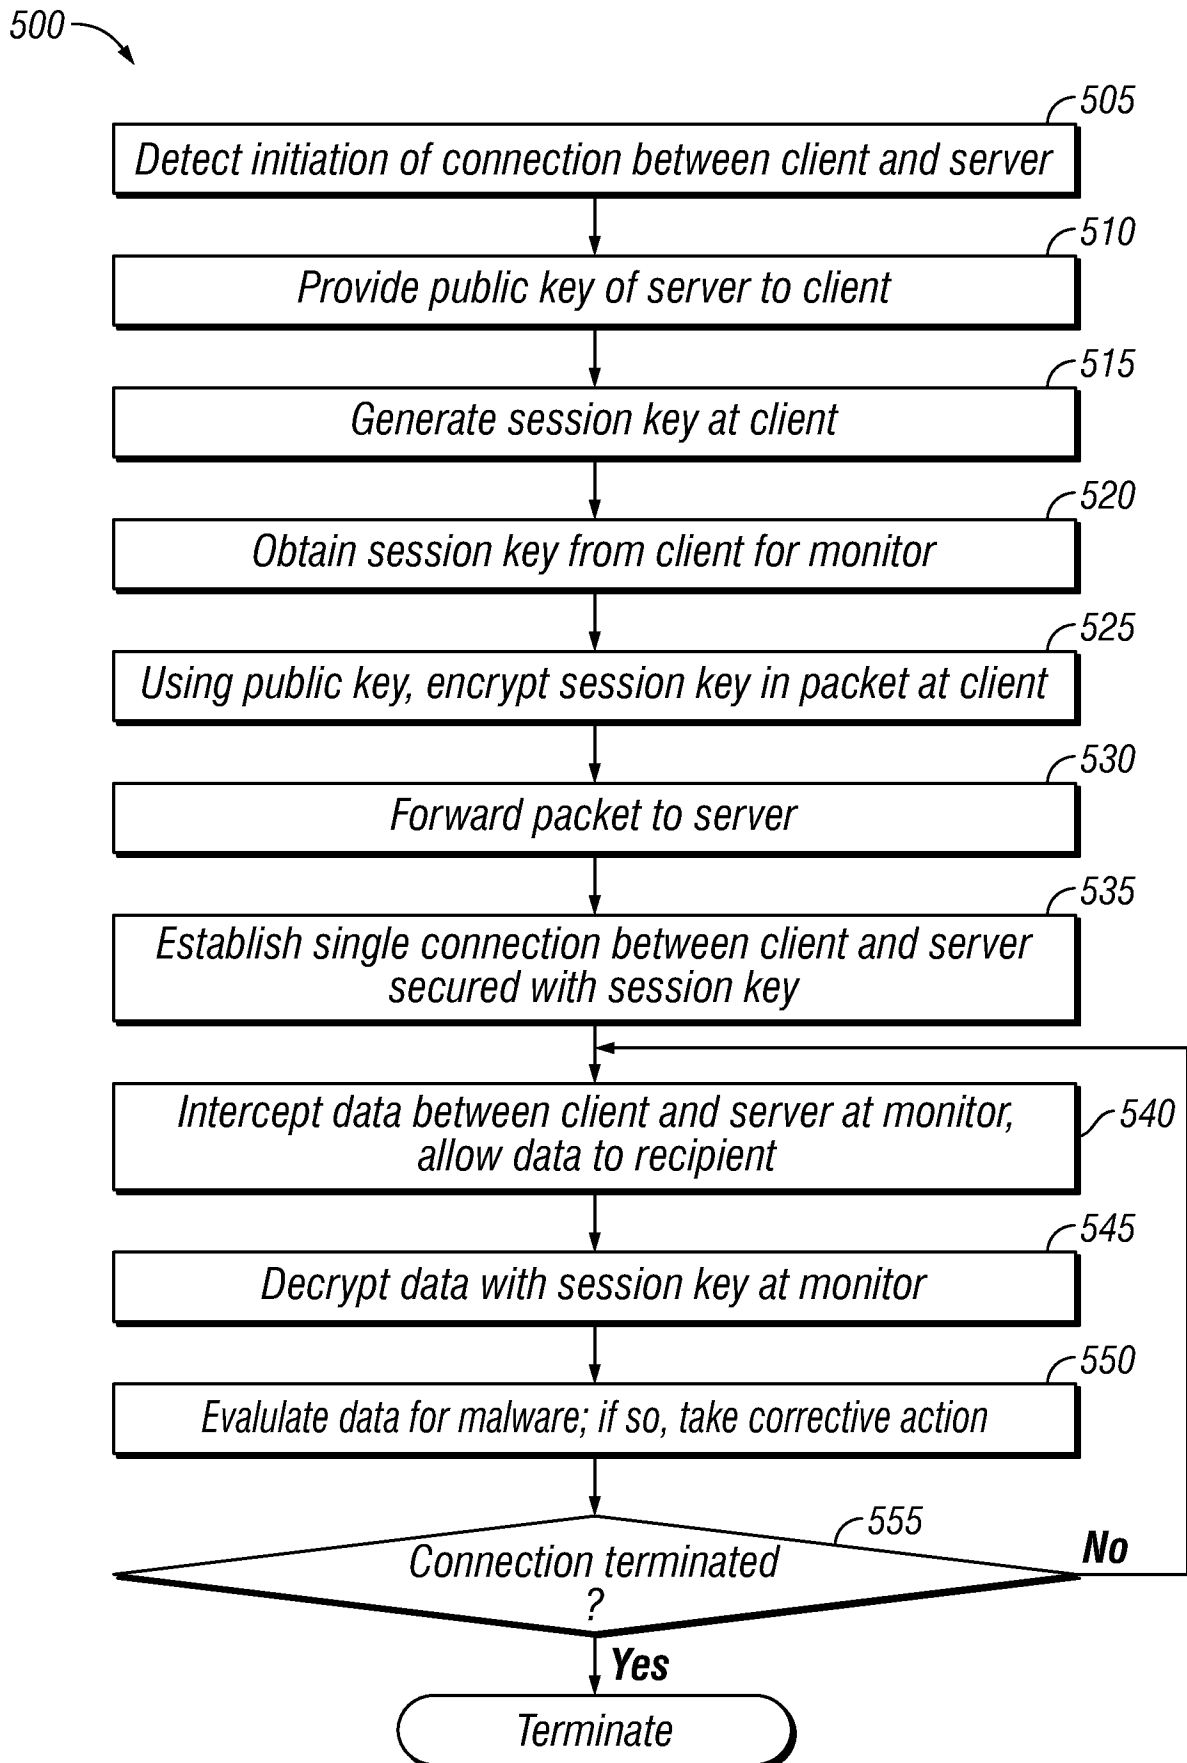 500
505
Detect initiation of connection between client and server
510
Provide public key of server to client
515
Generate session key at client
520
Obtain session key from client for monitor
525
Using public key, encrypt session key in packet at client
530
Forward packet to server
535
Establish single connection between client and server
secured with session key
Intercept data between client and server at monitor,
allow data to recipient
540
545
Decrypt data with session key at monitor
550
Evalulate data for malware; if so, take corrective action
555
Connection terminated
?
No
Yes
Terminate